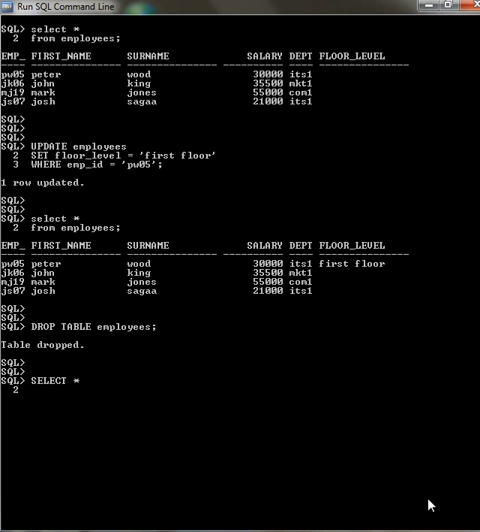 Run SQL Command Line
SQL> select *
2 from employees;
EMP_ FIRST_NAME SURNAME SALARY DEPT FLOOR_LEVEL
---- --------------- --------------- ---------- ---- ---------------
pw05 peter wood 30000 its1
jk06 john king 35500 mkt1
mj19 mark jones 55000 com1
js07 josh sagaa 21000 its1
SQL>
SQL>
SQL>
SQL> UPDATE employees
2 SET floor_level = 'first floor'
3 WHERE emp_id = 'pw05';
1 row updated.
SQL>
SQL>
SQL> select *
2 from employees;
EMP_ FIRST_NAME SURNAME SALARY DEPT FLOOR_LEVEL
---- --------------- --------------- ---------- ---- ---------------
pw05 peter wood 30000 its1 first floor
jk06 john king 35500 mkt1
mj19 mark jones 55000 com1
js07 josh sagaa 21000 its1
SQL>
SQL>
SQL> DROP TABLE employees;
Table dropped.
SQL>
SQL>
SQL> SELECT *
2